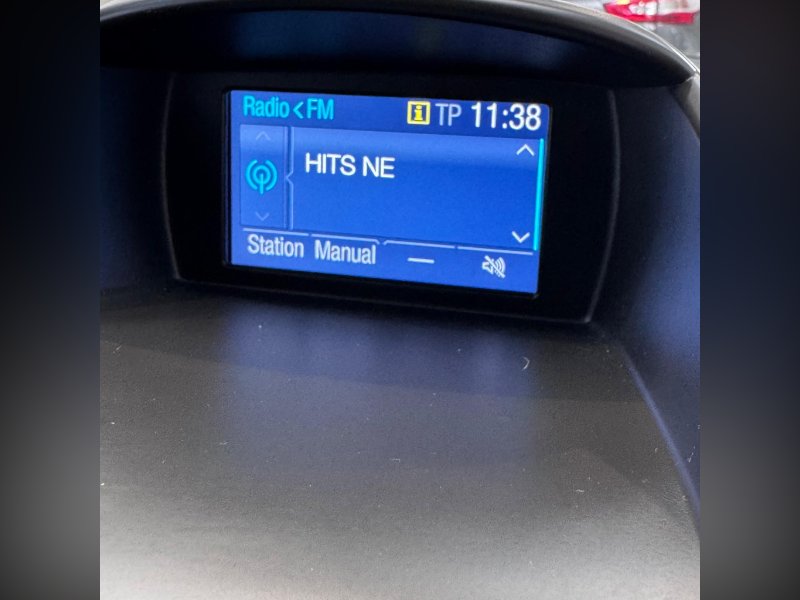 Radio < FM TP 11:38
HITS NE
Station Manual